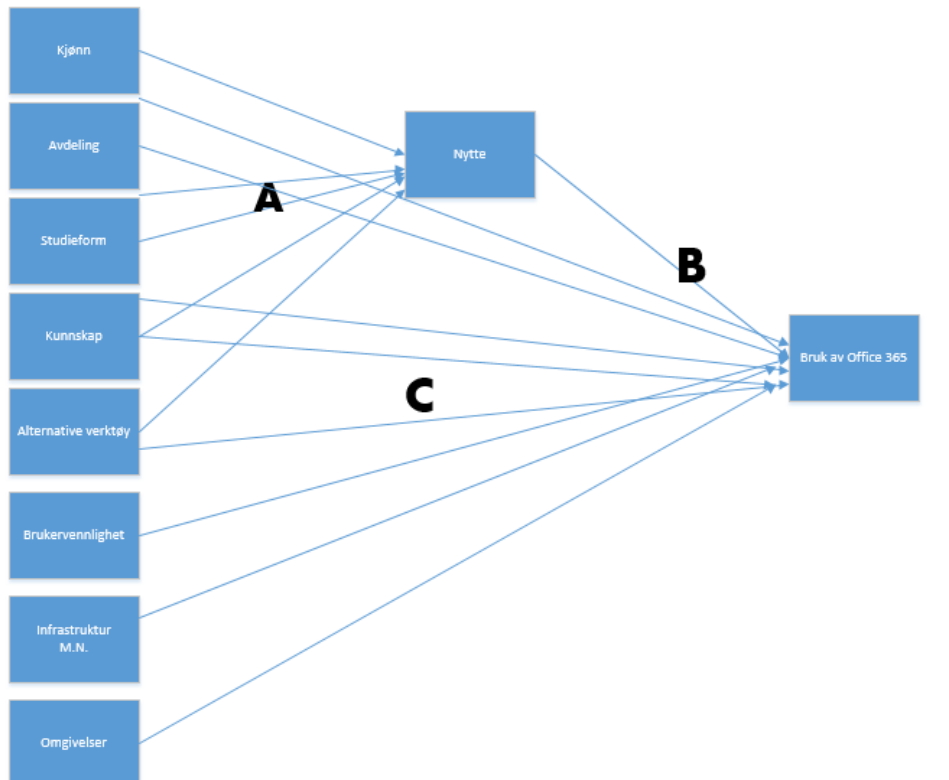 Kjønn
Avdeling
Studieform
Kunnskap
Alternative verktøy
Brukervennlighet
Infrastruktur
M.N.
Omgivelser
Nytte
Bruk av Office 365
A
B
C